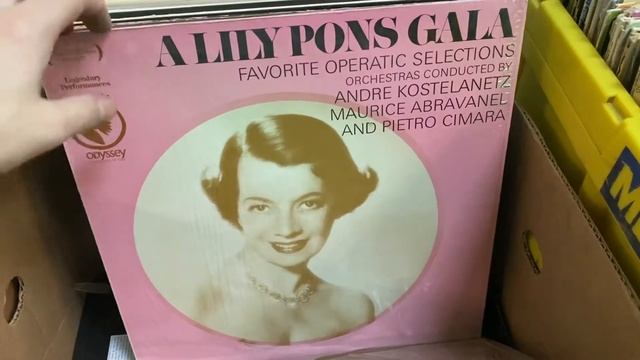 A LILY PONS GALA
FAVORITE OPERATIC SELECTIONS
ORCHESTRAS CONDUCTED BY
ANDRE KOSTELANETZ
MAURICE ABRAVANEL
AND PIETRO CIMARA
Legendary
Performances
Odyssey
M